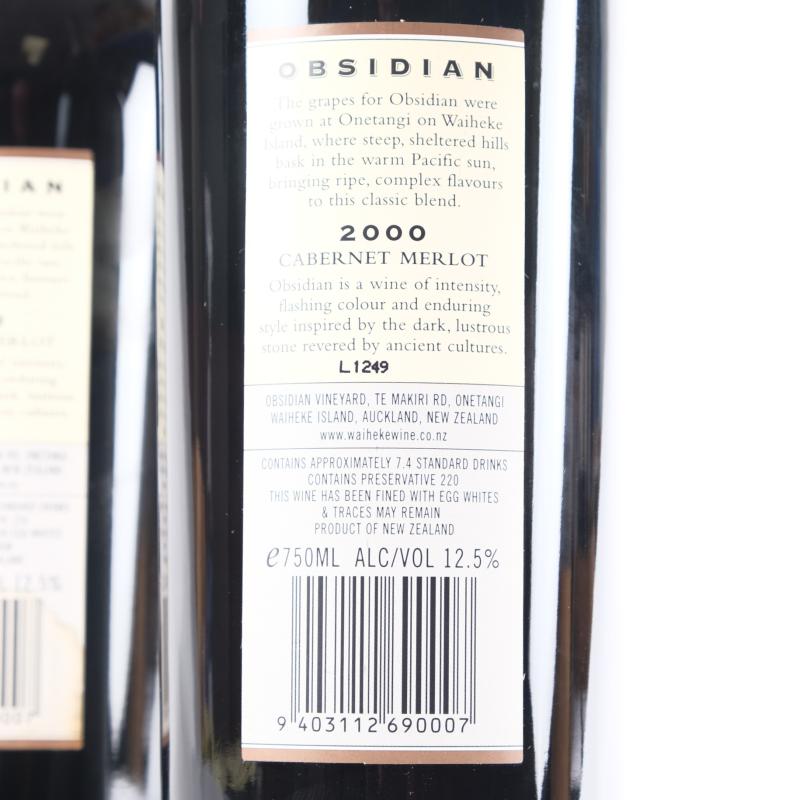 OBSIDIAN
The grapes for Obsidian were
grown at Onetangi on Waiheke
Island, where steep, sheltered hills
bask in the warm Pacific sun,
bringing ripe, complex flavours
to this classic blend.
2000
CABERNET MERLOT
Obsidian is a wine of intensity,
flashing colour and enduring
style inspired by the dark, lustrous
stone revered by ancient cultures.
L1249
OBSIDIAN VINEYARD, TE MAKIRI RD, ONETANGI
WAIHEKE ISLAND, AUCKLAND, NEW ZEALAND
www.waihekewine.co.nz
CONTAINS APPROXIMATELY 7.4 STANDARD DRINKS
CONTAINS PRESERVATIVE 220
THIS WINE HAS BEEN FINED WITH EGG WHITES
& TRACES MAY REMAIN
PRODUCT OF NEW ZEALAND
e750ML ALC/VOL 12.5%
9 403112 690007
IAN
12.5%